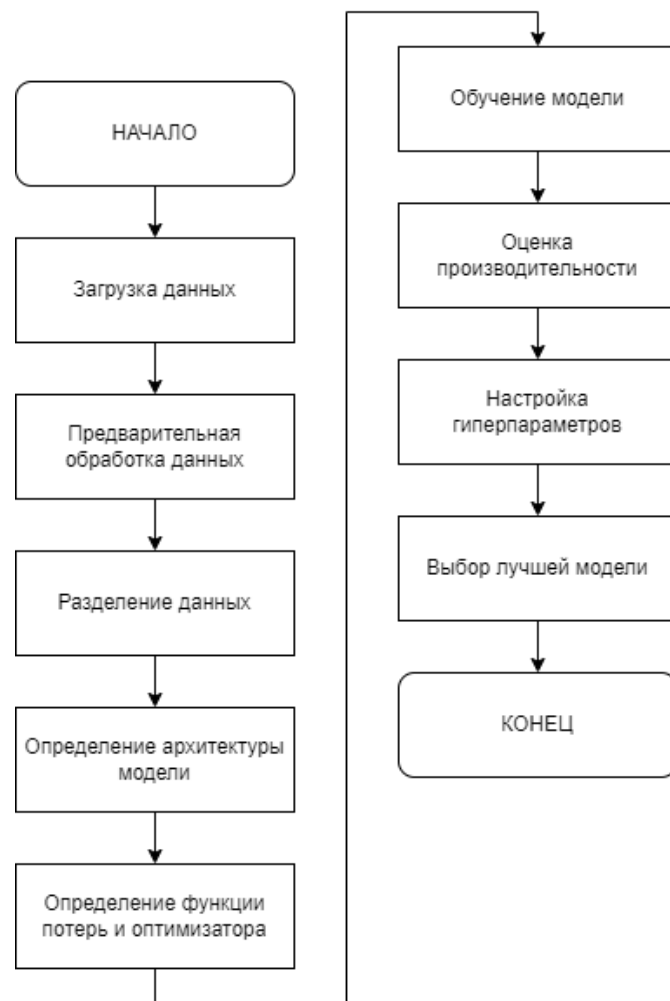 НАЧАЛО
Загрузка данных
Предварительная
обработка данных
Разделение данных
Определение архитектуры
модели
Определение функции
потерь и оптимизатора
Обучение модели
Оценка
производительности
Настройка
гиперпараметров
Выбор лучшей модели
КОНЕЦ